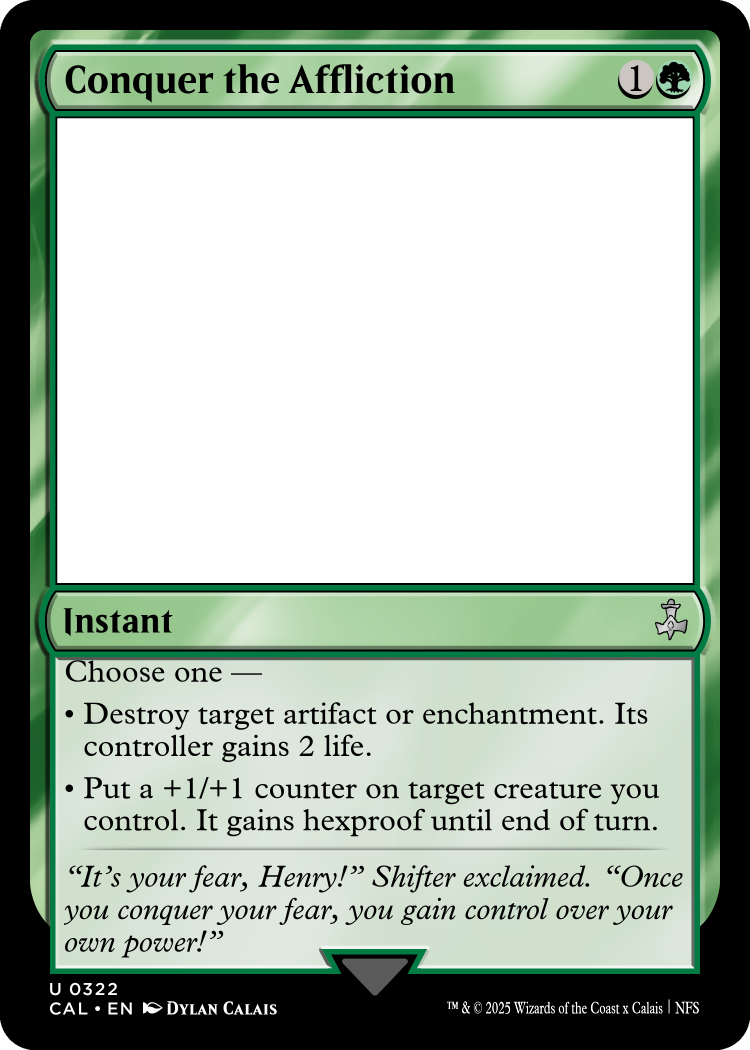 Conquer the Affliction 1
Instant
Choose one —
• Destroy target artifact or enchantment. Its
controller gains 2 life.
• Put a +1/+1 counter on target creature you
control. It gains hexproof until end of turn.
“It’s your fear, Henry!” Shifter exclaimed. “Once
you conquer your fear, you gain control over your
own power!”
U 0322
CAL • EN Dylan Calais
™ & © 2025 Wizards of the Coast x Calais | NFS